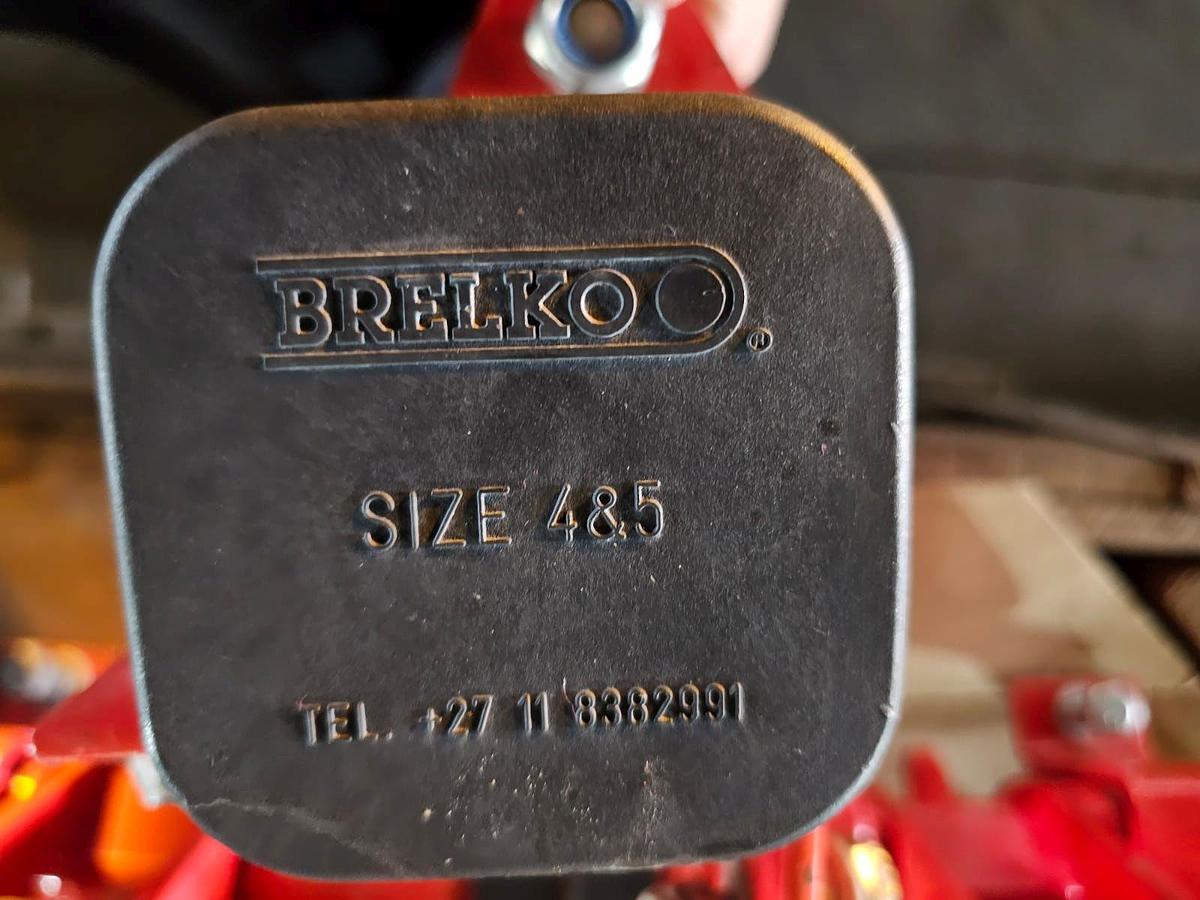 BRELKO ®
SIZE 4&5
TEL. +27 11 8382991